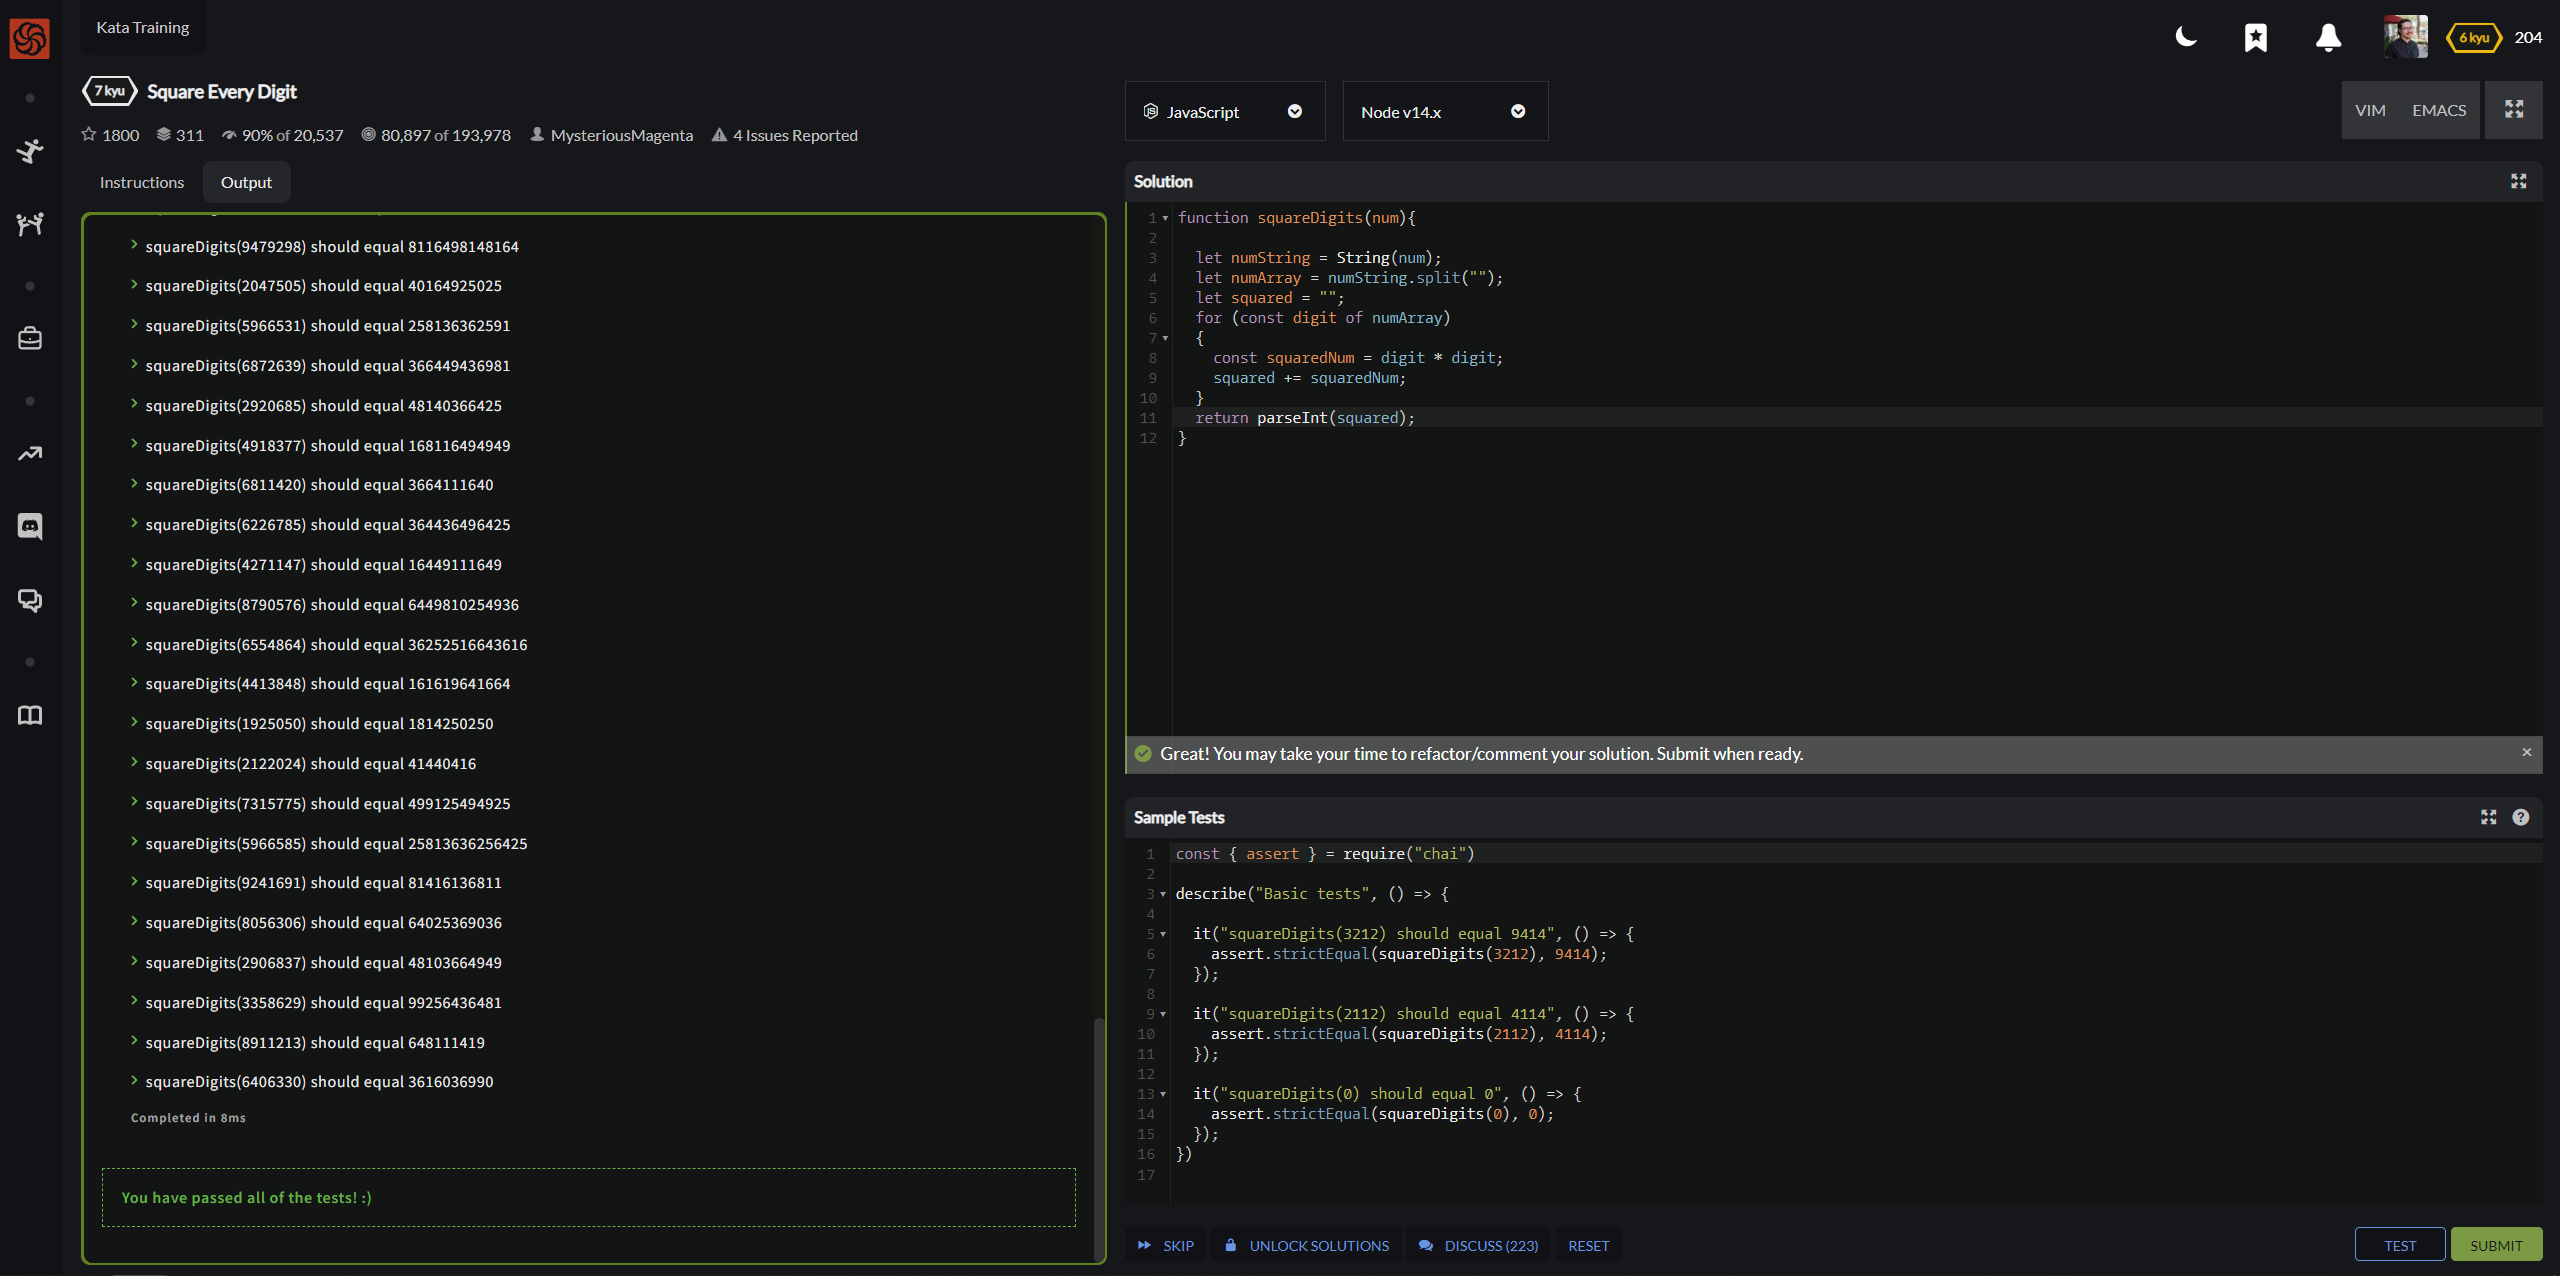 Kata Training
6 kyu 204
7 kyu Square Every Digit
1800 311 90% of 20,537 80,897 of 193,978 MysteriousMagenta 4 Issues Reported
Instructions Output
squareDigits(9479298) should equal 8116498148164
squareDigits(2047505) should equal 40164925025
squareDigits(5966531) should equal 258136362591
squareDigits(6872639) should equal 366449436981
squareDigits(2920685) should equal 48140366425
squareDigits(4918377) should equal 168116494949
squareDigits(6811420) should equal 3664111640
squareDigits(6226785) should equal 364436496425
squareDigits(4271147) should equal 16449111649
squareDigits(8790576) should equal 6449810254936
squareDigits(6554864) should equal 36252516643616
squareDigits(4413848) should equal 161619641664
squareDigits(1925050) should equal 1814250250
squareDigits(2122024) should equal 41440416
squareDigits(7315775) should equal 499125494925
squareDigits(5966585) should equal 25813636256425
squareDigits(9241691) should equal 81416136811
squareDigits(8056306) should equal 64025369036
squareDigits(2906837) should equal 48103664949
squareDigits(3358629) should equal 99256436481
squareDigits(8911213) should equal 648111419
squareDigits(6406330) should equal 3616036990
Completed in 8ms
You have passed all of the tests! :)
JavaScript Node v14.x VIM EMACS
Solution
1 function squareDigits(num){
2
3 let numString = String(num);
4 let numArray = numString.split("");
5 let squared = "";
6 for (const digit of numArray)
7 {
8 const squaredNum = digit * digit;
9 squared += squaredNum;
10 }
11 return parseInt(squared);
12 }
Great! You may take your time to refactor/comment your solution. Submit when ready.
Sample Tests
1 const { assert } = require("chai")
2
3 describe("Basic tests", () => {
4
5 it("squareDigits(3212) should equal 9414", () => {
6 assert.strictEqual(squareDigits(3212), 9414);
7 });
8
9 it("squareDigits(2112) should equal 4114", () => {
10 assert.strictEqual(squareDigits(2112), 4114);
11 });
12
13 it("squareDigits(0) should equal 0", () => {
14 assert.strictEqual(squareDigits(0), 0);
15 });
16 })
17
SKIP UNLOCK SOLUTIONS DISCUSS (223) RESET TEST SUBMIT